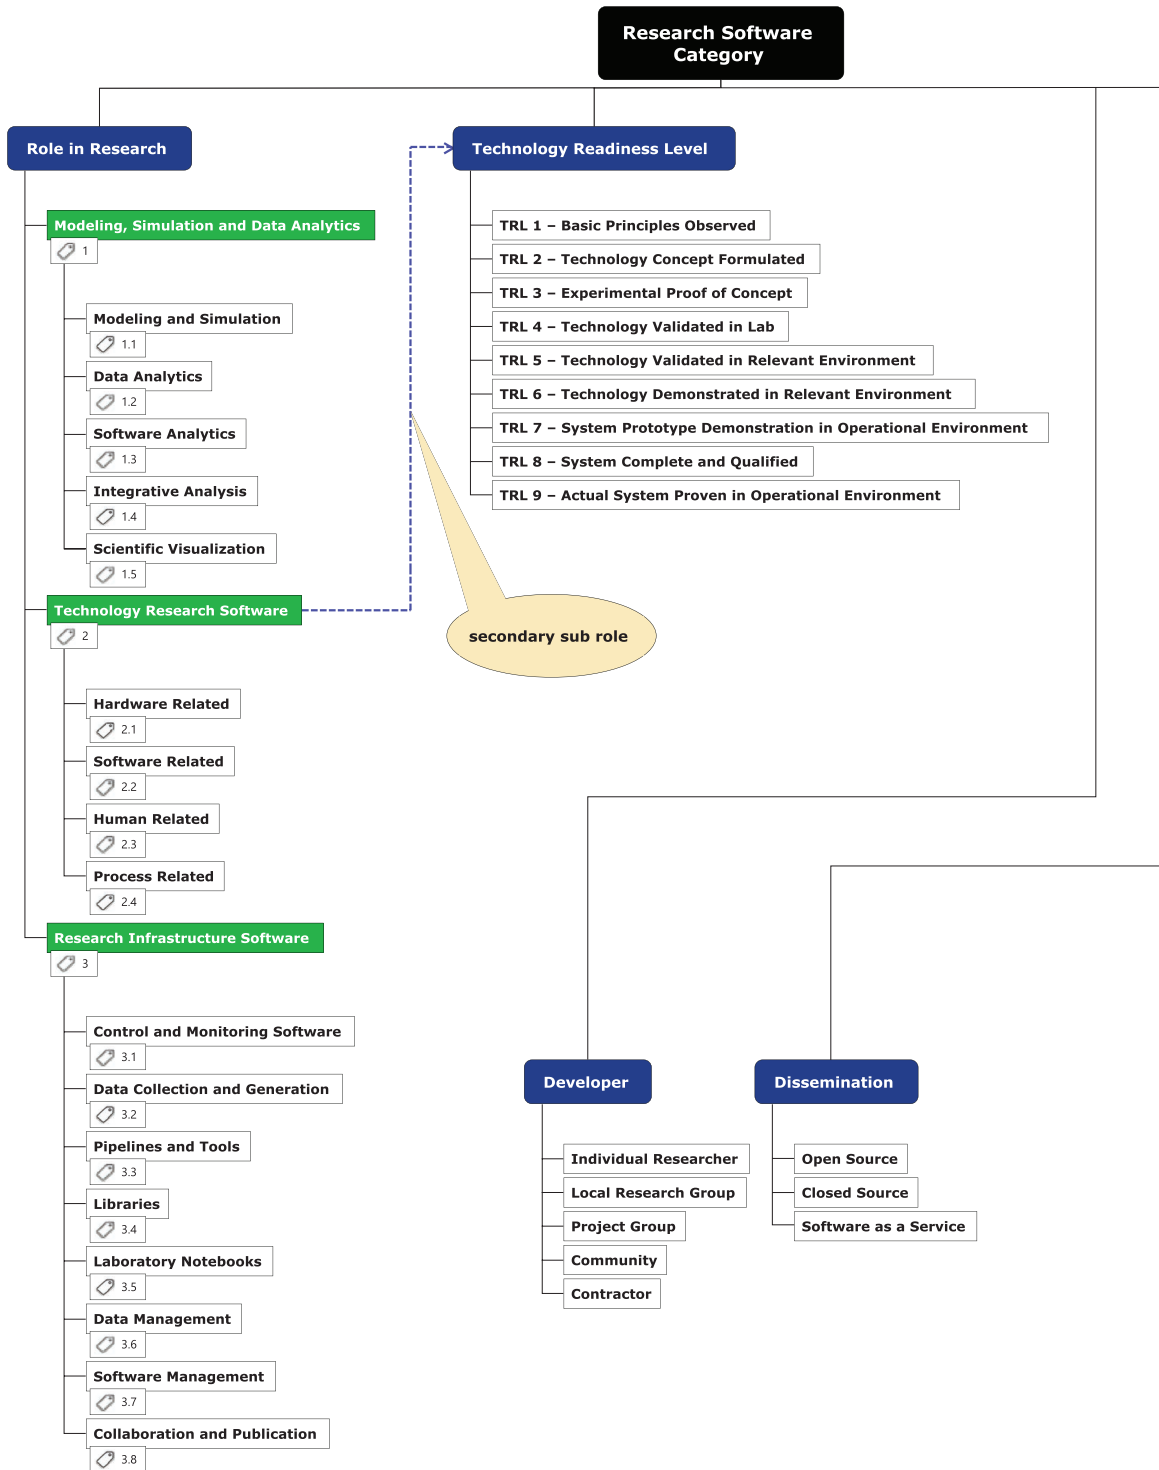 Research Software
Category
Role in Research
Modeling, Simulation and Data Analytics
1
Modeling and Simulation
1.1
Data Analytics
1.2
Software Analytics
1.3
Integrative Analysis
1.4
Scientific Visualization
1.5
Technology Research Software
2
Hardware Related
2.1
Software Related
2.2
Human Related
2.3
Process Related
2.4
Research Infrastructure Software
3
Control and Monitoring Software
3.1
Data Collection and Generation
3.2
Pipelines and Tools
3.3
Libraries
3.4
Laboratory Notebooks
3.5
Data Management
3.6
Software Management
3.7
Collaboration and Publication
3.8
Technology Readiness Level
TRL 1 – Basic Principles Observed
TRL 2 – Technology Concept Formulated
TRL 3 – Experimental Proof of Concept
TRL 4 – Technology Validated in Lab
TRL 5 – Technology Validated in Relevant Environment
TRL 6 – Technology Demonstrated in Relevant Environment
TRL 7 – System Prototype Demonstration in Operational Environment
TRL 8 – System Complete and Qualified
TRL 9 – Actual System Proven in Operational Environment
secondary sub role
Developer
Individual Researcher
Local Research Group
Project Group
Community
Contractor
Dissemination
Open Source
Closed Source
Software as a Service